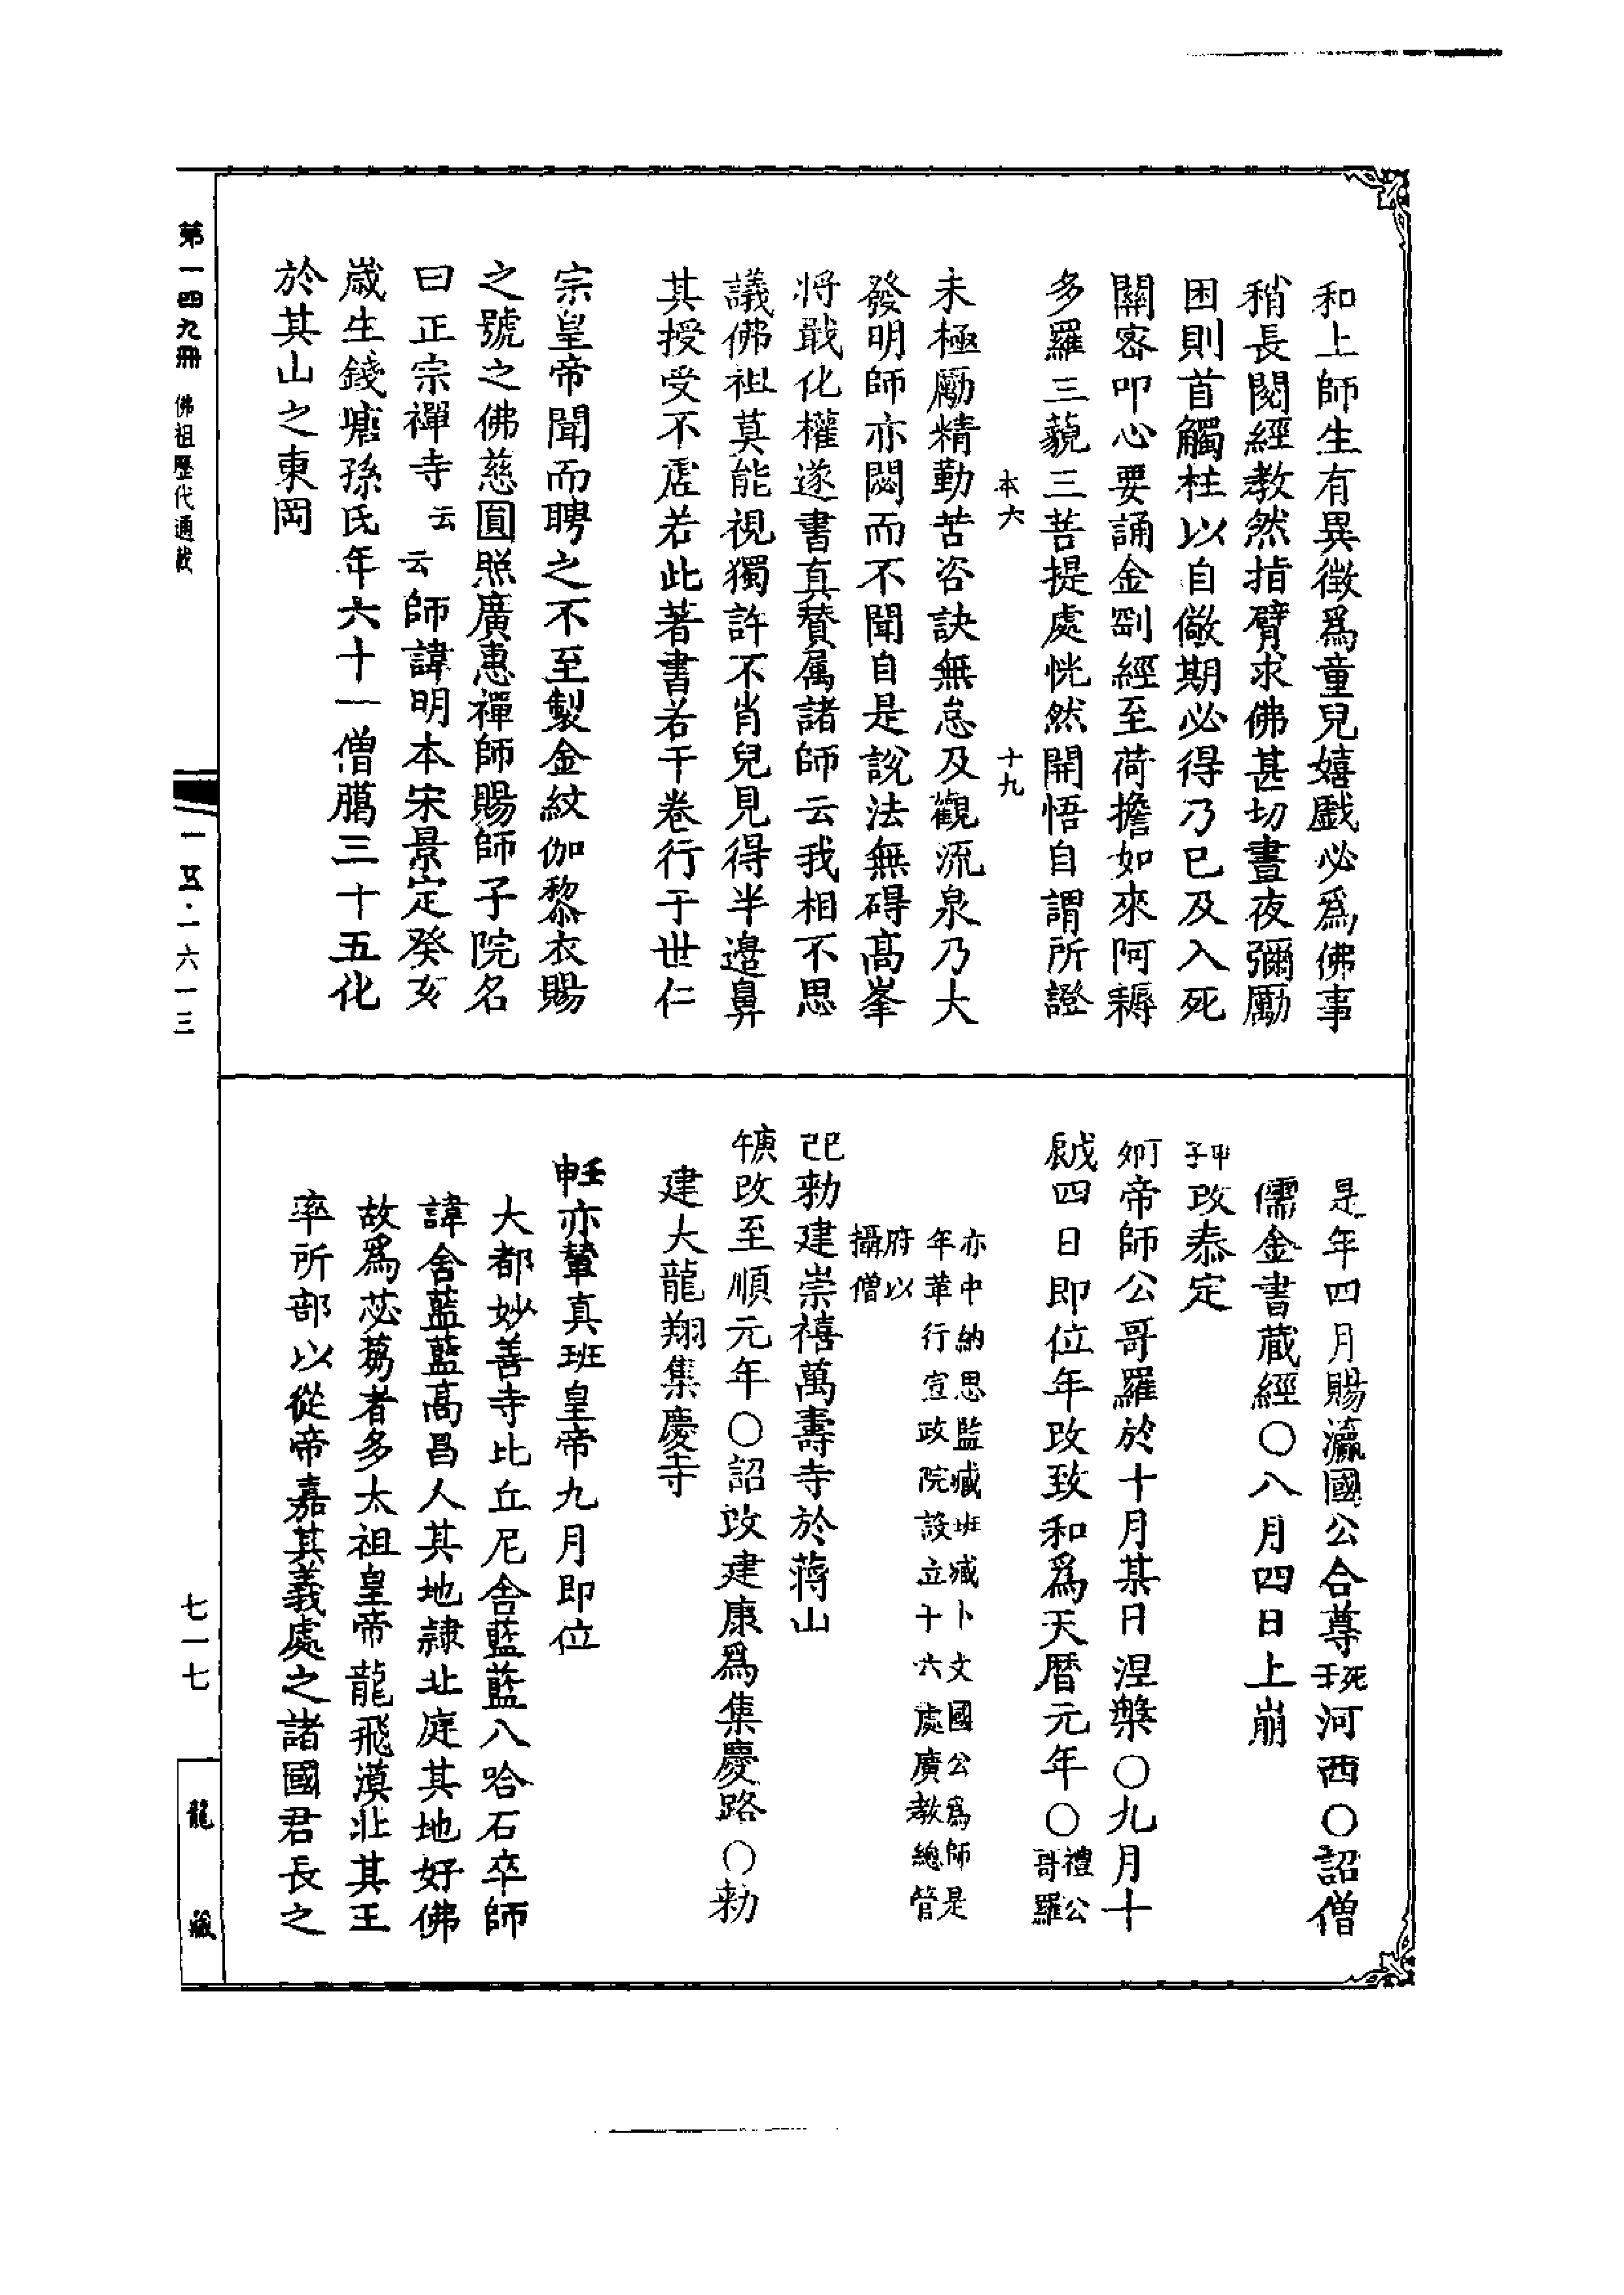 和上師生有異徵爲童兒嬉戲必爲佛事
稍長閱經教然指臂求佛甚切晝夜彌勵
困則首觸柱以自儆期必得乃已及入死
關密叩心要誦金剛經至荷擔如來阿耨
多羅三藐三菩提處恍然開悟自謂所證
本六　十九
未極勵精勤苦咨訣無怠及觀流泉乃大
發明師亦閟而不聞自是說法無碍高峯
將戢化權遂書真賛属諸師云我相不思
議佛祖莫能視獨許不肖兒見得半邉鼻
其授受不虛若此著書若干卷行于世仁
宗皇帝聞而聘之不至製金紋伽黎衣賜
之號之佛慈圓照廣惠禪師賜師子院名
曰正宗禪寺云云師諱明本宋景定癸亥
歲生錢塘孫氏年六十一僧臈三十五化
於其山之東岡
是年四月賜瀛國公合尊死于河西〇詔僧
儒金書藏經〇八月四日上崩
甲子改泰定
丁卯帝師公哥羅於十月某日涅槃〇九月十
戊辰四日即位年改致和爲天曆元年〇禮公哥羅
亦中納思監臧班臧卜文國公爲師是
年革行宣政院設立十六處廣教總管
府以
攝僧
己巳勑建崇禧萬壽寺於蔣山
庚午改至順元年〇詔改建康爲集慶路〇勑
建大龍翔集慶寺
壬申亦輦真班皇帝九月即位
大都妙善寺比丘尼舍藍藍八哈石卒師
諱舍藍藍高昌人其地隸北庭其地好佛
故爲苾蒭者多太祖皇帝龍飛漠北其王
率所部以從帝嘉其義處之諸國君長之
第一四九冊　佛祖歷代通載
一五·一六一三
七一七
龍藏